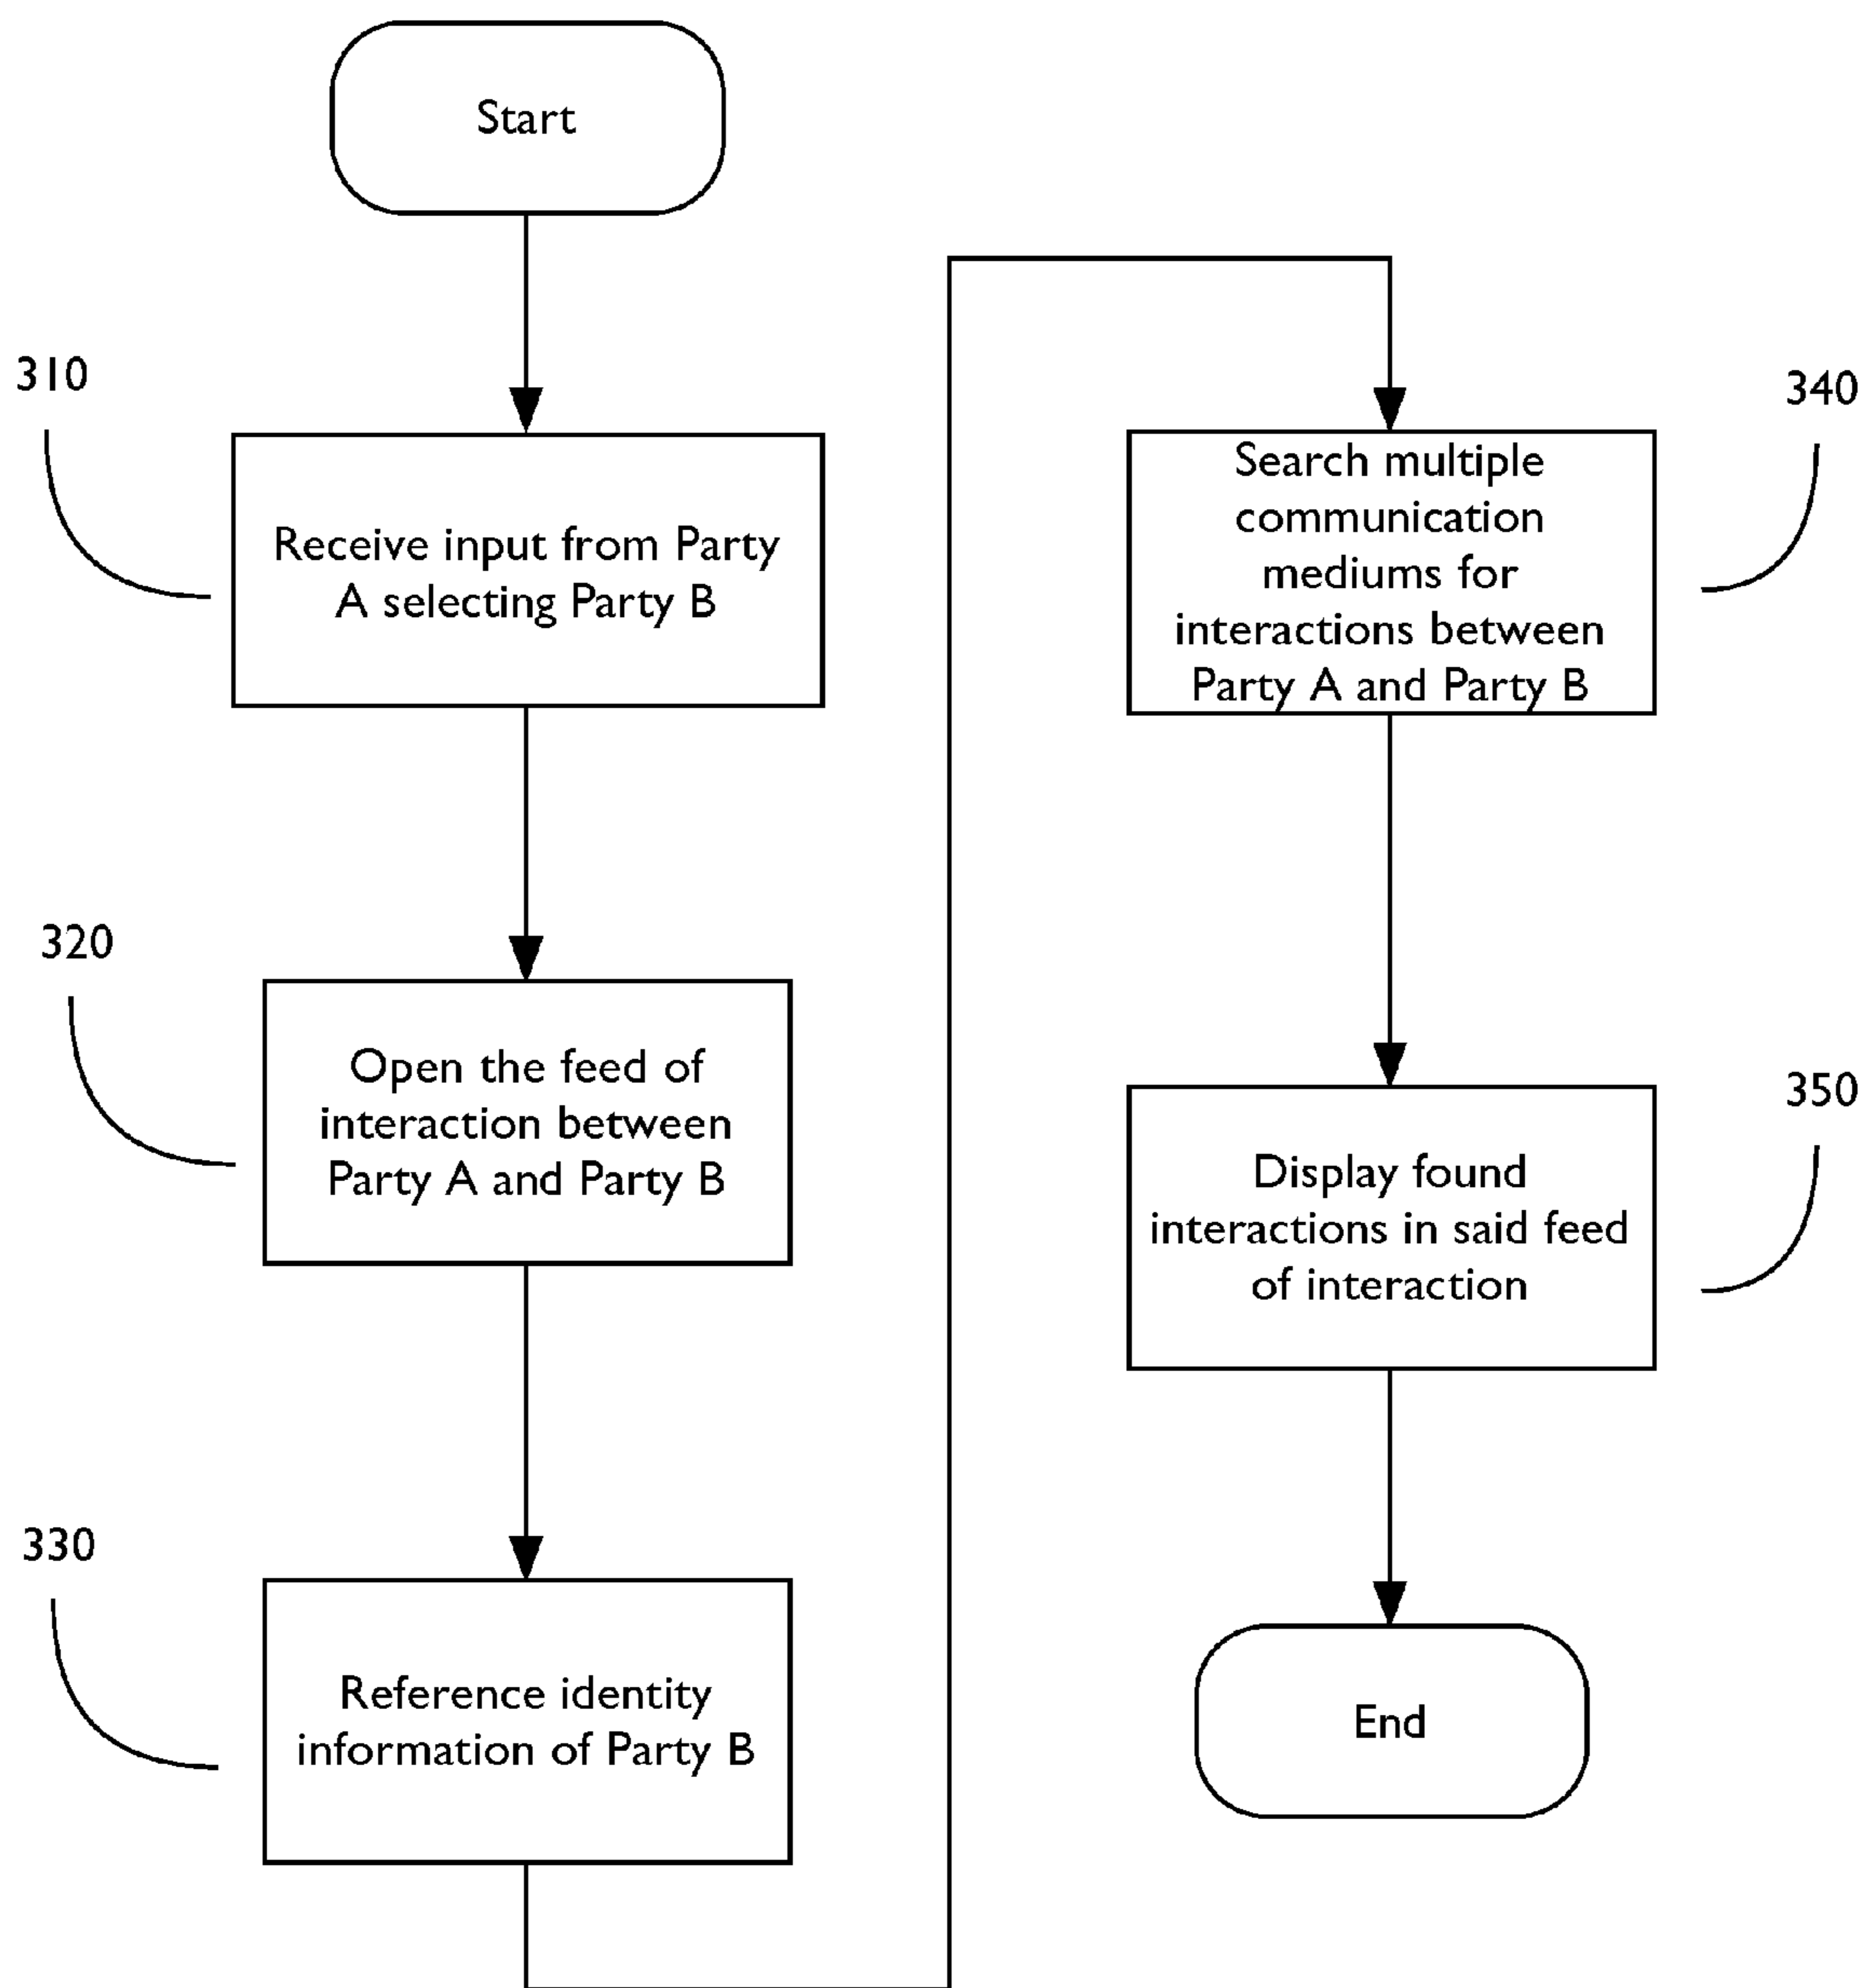 Start
310
Receive input from Party
A selecting Party B
320
Open the feed of
interaction between
Party A and Party B
330
Reference identity
information of Party B
340
Search multiple
communication
mediums for
interactions between
Party A and Party B
350
Display found
interactions in said feed
of interaction
End